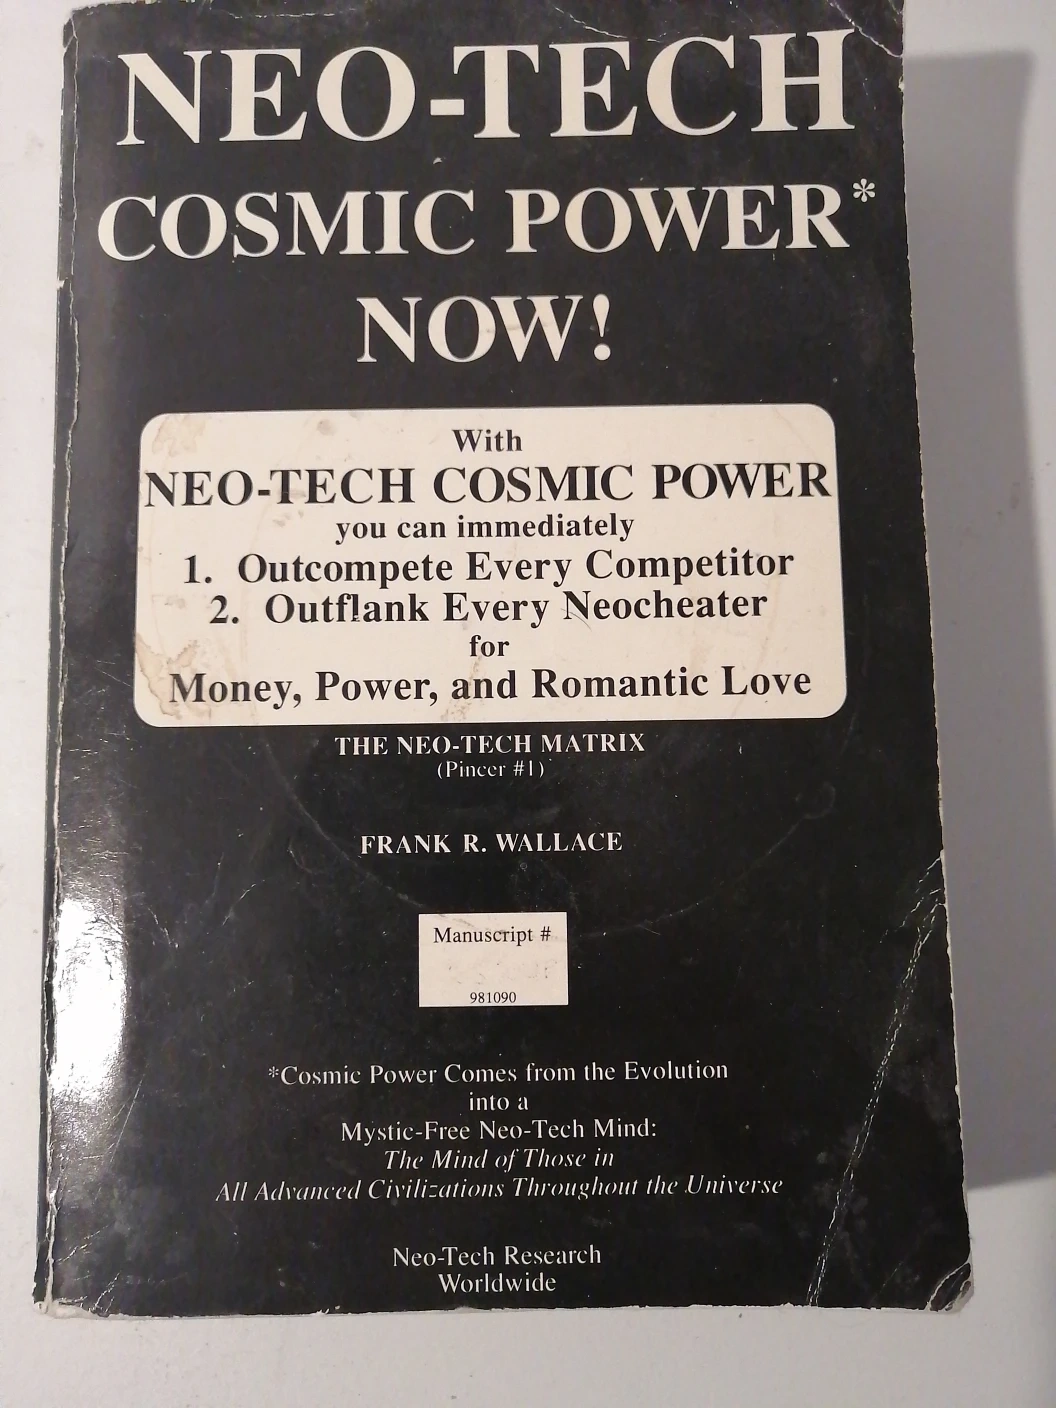 NEO-TECH
COSMIC POWER*
NOW!
With
NEO-TECH COSMIC POWER
you can immediately
1. Outcompete Every Competitor
2. Outflank Every Neocheater
for
Money, Power, and Romantic Love
THE NEO-TECH MATRIX
(Pincer #1)
FRANK R. WALLACE
Manuscript #
981090
*Cosmic Power Comes from the Evolution
into a
Mystic-Free Neo-Tech Mind:
The Mind of Those in
All Advanced Civilizations Throughout the Universe
Neo-Tech Research
Worldwide